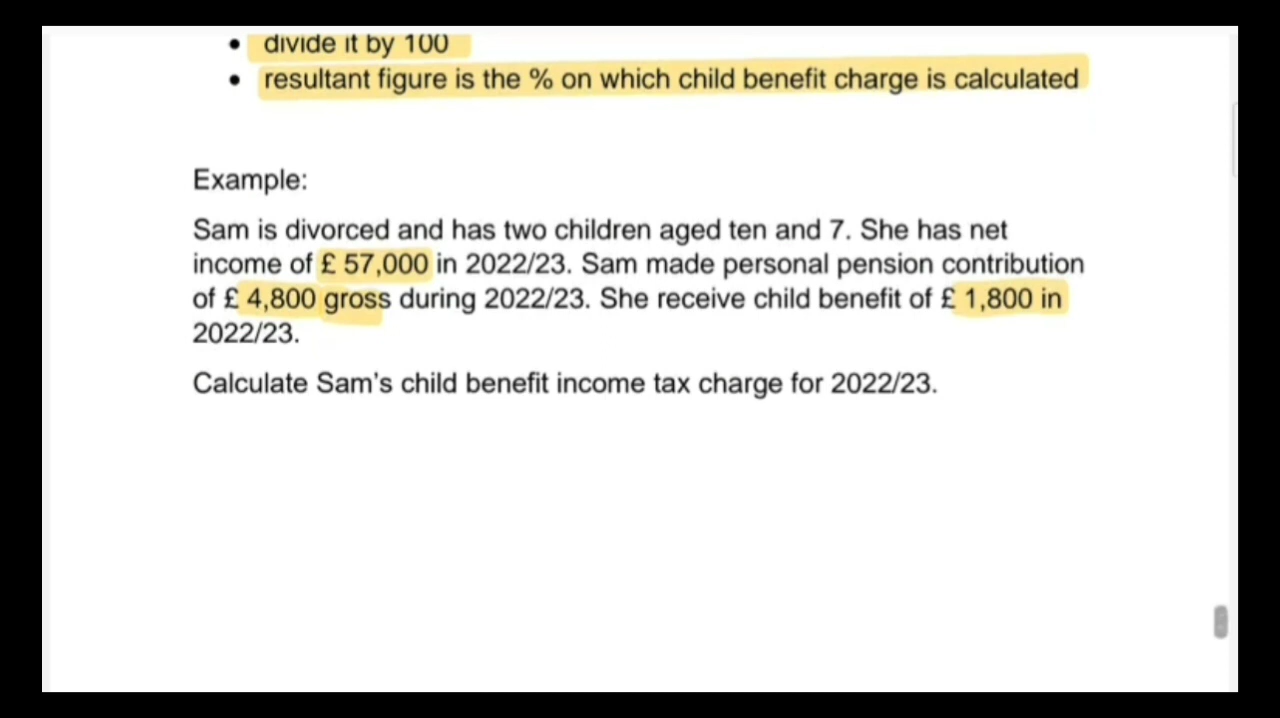 • divide it by 100
• resultant figure is the % on which child benefit charge is calculated
Example:
Sam is divorced and has two children aged ten and 7. She has net
income of £ 57,000 in 2022/23. Sam made personal pension contribution
of £ 4,800 gross during 2022/23. She receive child benefit of £ 1,800 in
2022/23.
Calculate Sam’s child benefit income tax charge for 2022/23.